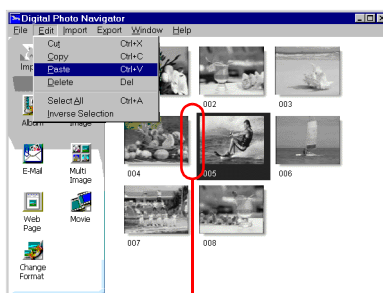 Digital Photo Navigator
File Edit Import Export Window Help
Cut Ctrl+X
Copy Ctrl+C
Paste Ctrl+V
Delete Del
Select All Ctrl+A
Inverse Selection
Imp
Album Image
E-Mail Multi Image
Web Page Movie
Change Format
002 003
004 005 006
007 008